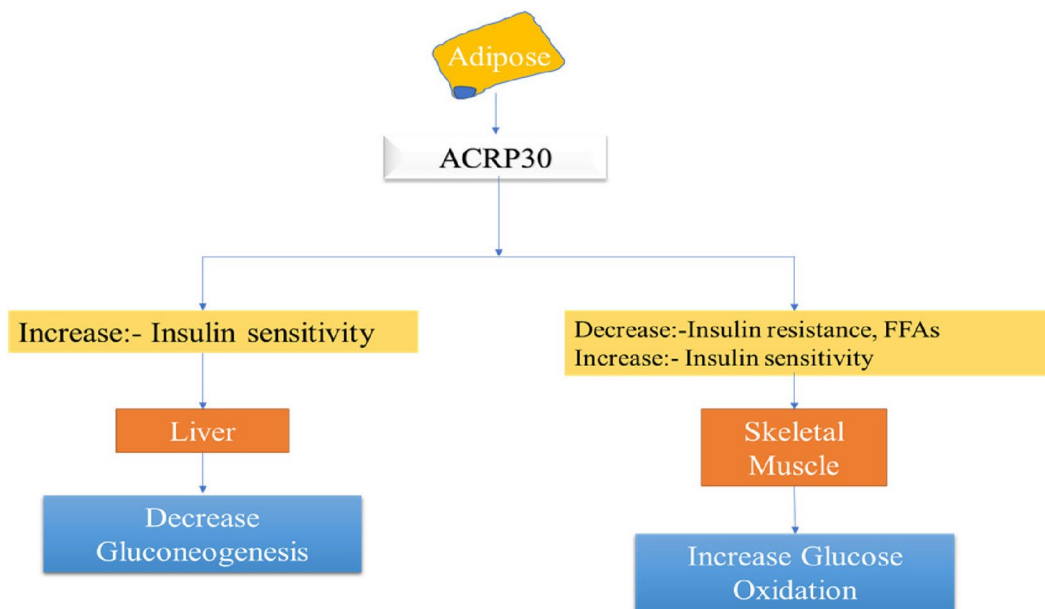 Adipose
ACRP30
Increase:- Insulin sensitivity
Decrease:-Insulin resistance, FFAs
Increase:- Insulin sensitivity
Liver
Skeletal
Muscle
Decrease
Gluconeogenesis
Increase Glucose
Oxidation